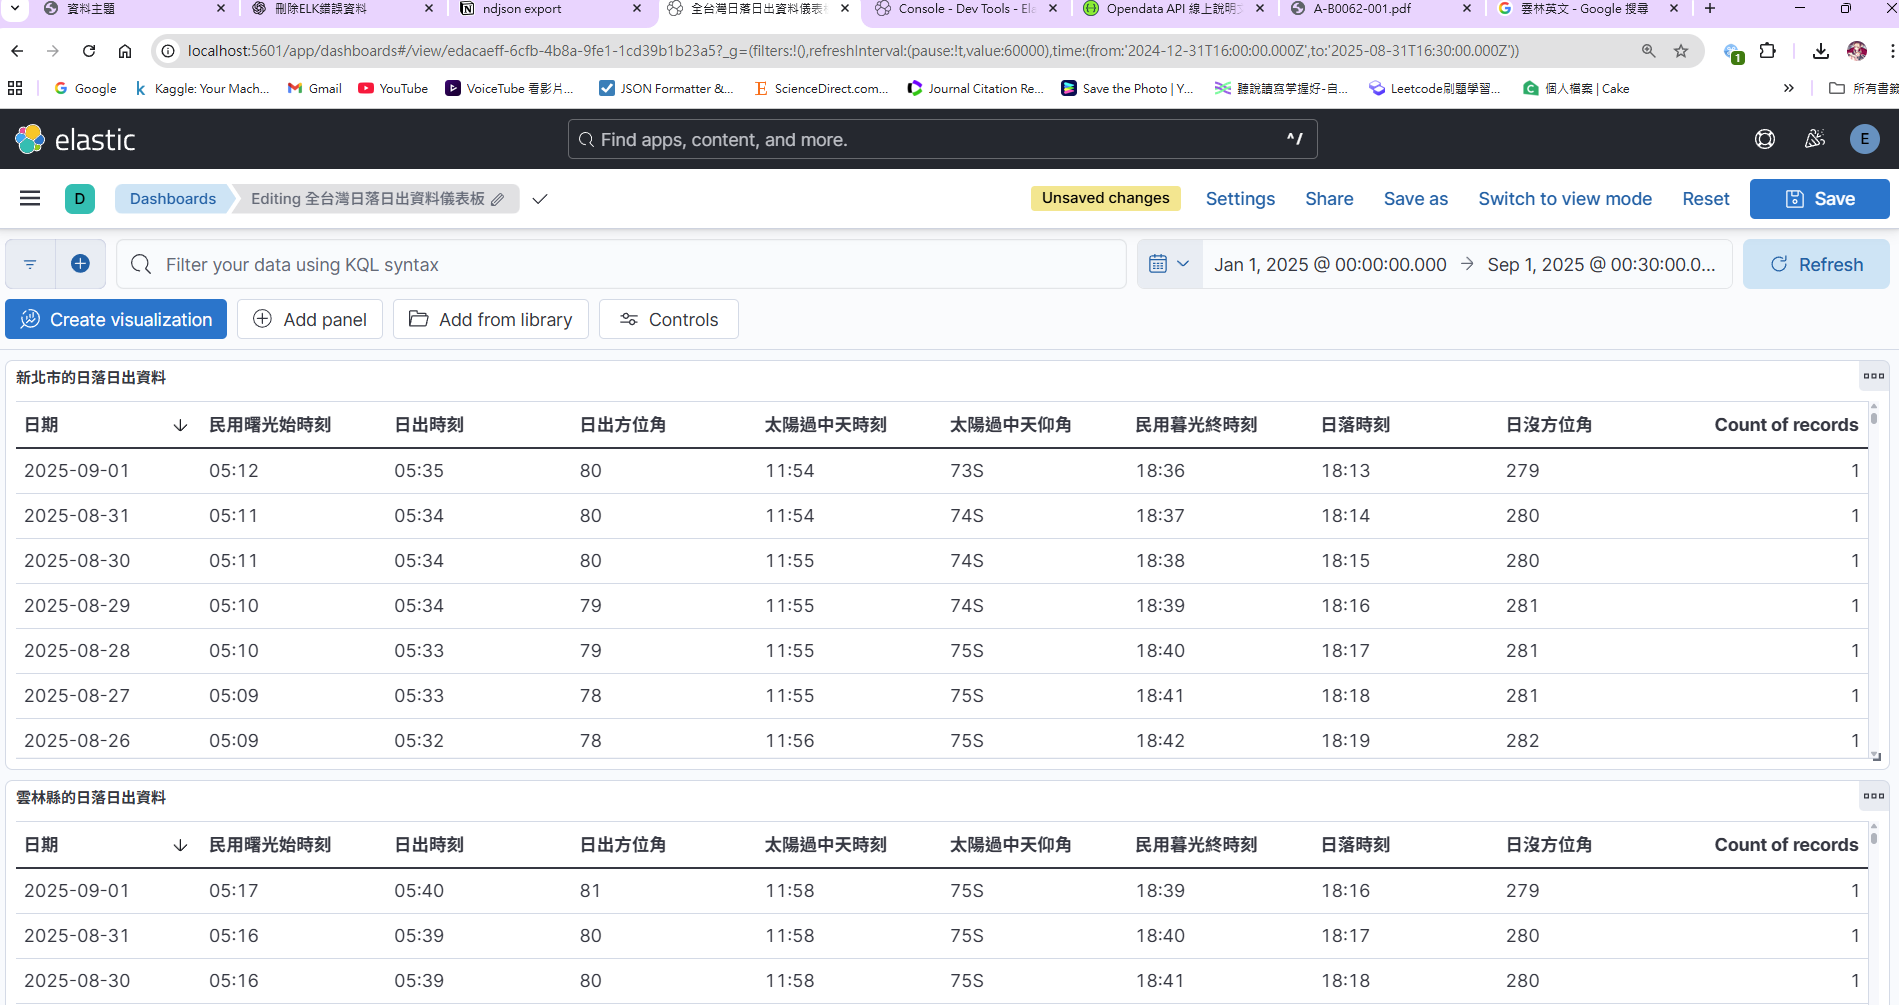 資料主題
刪除ELK錯誤資料
ndjson export
全台灣日落日出資料儀表
Console - Dev Tools - Ela
Opendata API 線上說明文
A-B0062-001.pdf
雲林英文 - Google 搜尋
localhost:5601/app/dashboards#/view/edacaeff-6cfb-4b8a-9fe1-1cd39b1b23a5?_g=(filters:!(),refreshInterval:(pause:!t,value:60000),time:(from:'2024-12-31T16:00:00.000Z',to:'2025-08-31T16:30:00.000Z'))
1
Google
Kaggle: Your Mach...
Gmail
YouTube
VoiceTube 看影片...
JSON Formatter &...
ScienceDirect.com...
Journal Citation Re...
Save the Photo | Y...
聽說讀寫掌握好-自...
Leetcode刷題學習...
個人檔案 | Cake
所有書籤
elastic
Find apps, content, and more.
^/
E
D
Dashboards
Editing 全台灣日落日出資料儀表板
Unsaved changes
Settings
Share
Save as
Switch to view mode
Reset
Save
Filter your data using KQL syntax
Jan 1, 2025 @ 00:00:00.000 → Sep 1, 2025 @ 00:30:00.0...
Refresh
Create visualization
Add panel
Add from library
Controls
新北市的日落日出資料
日期 ↓ 民用曙光始時刻 日出時刻 日出方位角 太陽過中天時刻 太陽過中天仰角 民用暮光終時刻 日落時刻 日沒方位角 Count of records
2025-09-01 05:12 05:35 80 11:54 73S 18:36 18:13 279 1
2025-08-31 05:11 05:34 80 11:54 74S 18:37 18:14 280 1
2025-08-30 05:11 05:34 80 11:55 74S 18:38 18:15 280 1
2025-08-29 05:10 05:34 79 11:55 74S 18:39 18:16 281 1
2025-08-28 05:10 05:33 79 11:55 75S 18:40 18:17 281 1
2025-08-27 05:09 05:33 78 11:55 75S 18:41 18:18 281 1
2025-08-26 05:09 05:32 78 11:56 75S 18:42 18:19 282 1
雲林縣的日落日出資料
日期 ↓ 民用曙光始時刻 日出時刻 日出方位角 太陽過中天時刻 太陽過中天仰角 民用暮光終時刻 日落時刻 日沒方位角 Count of records
2025-09-01 05:17 05:40 81 11:58 75S 18:39 18:16 279 1
2025-08-31 05:16 05:39 80 11:58 75S 18:40 18:17 280 1
2025-08-30 05:16 05:39 80 11:58 75S 18:41 18:18 280 1